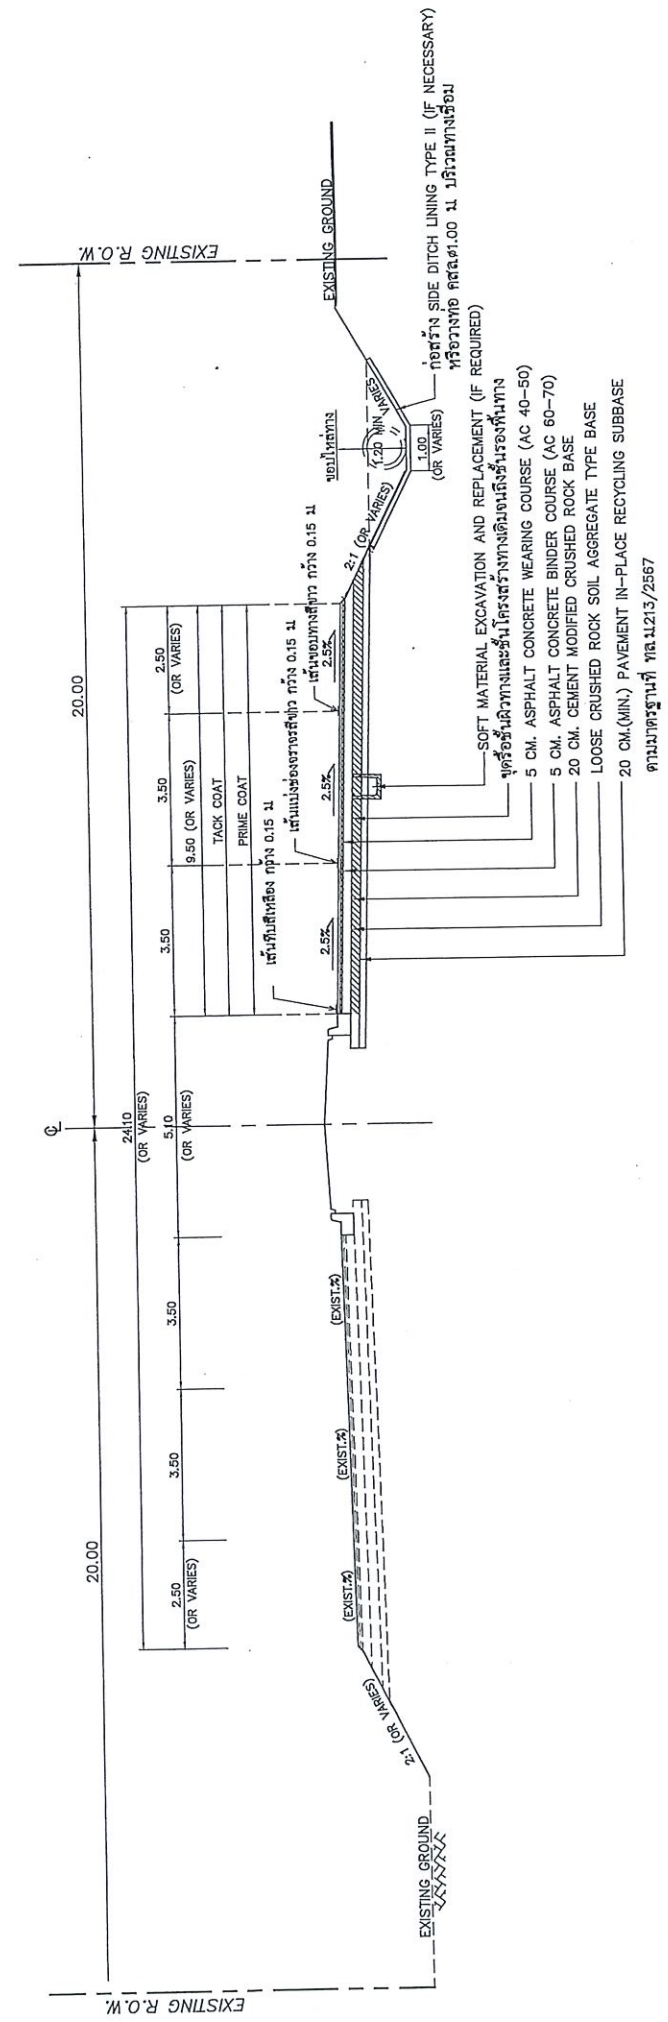 EXISTING R.O.W.
EXISTING R.O.W.
20.00
℄
20.00
24.10
(OR VARIES)
2.50
(OR VARIES)
3.50
3.50
5.10
(OR VARIES)
3.50
3.50
2.50
(OR VARIES)
9.50 (OR VARIES)
TACK COAT
PRIME COAT
เส้นทึบสีเหลือง กว้าง 0.15 ม
เส้นแบ่งช่องจราจรสีขาว กว้าง 0.15 ม
เส้นขอบทางสีขาว กว้าง 0.15 ม
ขอบไหล่ทาง
(EXIST.%)
(EXIST.%)
(EXIST.%)
2.5%
2.5%
2.5%
2:1 (OR VARIES)
2:1 (OR VARIES)
1.20 MIN
VARIES
1.00
(OR VARIES)
EXISTING GROUND
EXISTING GROUND
ก่อสร้าง SIDE DITCH LINING TYPE II (IF NECESSARY)
หรือวางท่อ คสล.ø1.00 ม บริเวณทางเชื่อม
SOFT MATERIAL EXCAVATION AND REPLACEMENT (IF REQUIRED)
ขุดรื้อชั้นผิวทางและชั้นโครงสร้างทางเดิมจนถึงชั้นรองพื้นทาง
5 CM. ASPHALT CONCRETE WEARING COURSE (AC 40-50)
5 CM. ASPHALT CONCRETE BINDER COURSE (AC 60-70)
20 CM. CEMENT MODIFIED CRUSHED ROCK BASE
LOOSE CRUSHED ROCK SOIL AGGREGATE TYPE BASE
20 CM.(MIN.) PAVEMENT IN-PLACE RECYCLING SUBBASE
ตามมาตรฐานที่ ทล.ม213/2567